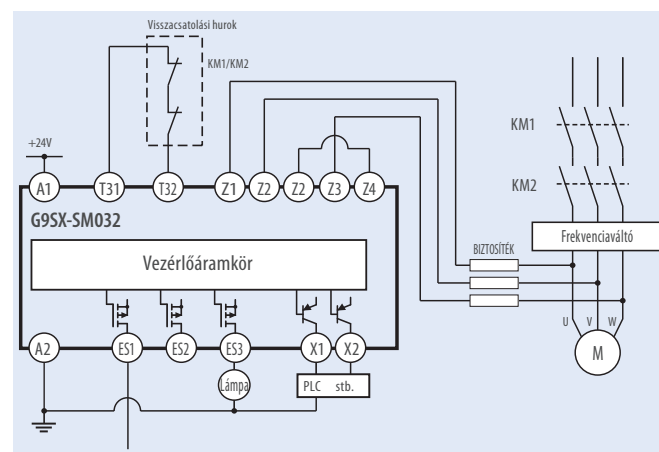 Visszacsatolási hurok
KM1/KM2
+24V
KM1
KM2
A1 T31 T32 Z1 Z2 Z2 Z3 Z4
G9SX-SM032
Frekvenciaváltó
BIZTOSÍTÉK
Vezérlőáramkör
U V W
M
A2 ES1 ES2 ES3 X1 X2
Lámpa
PLC stb.